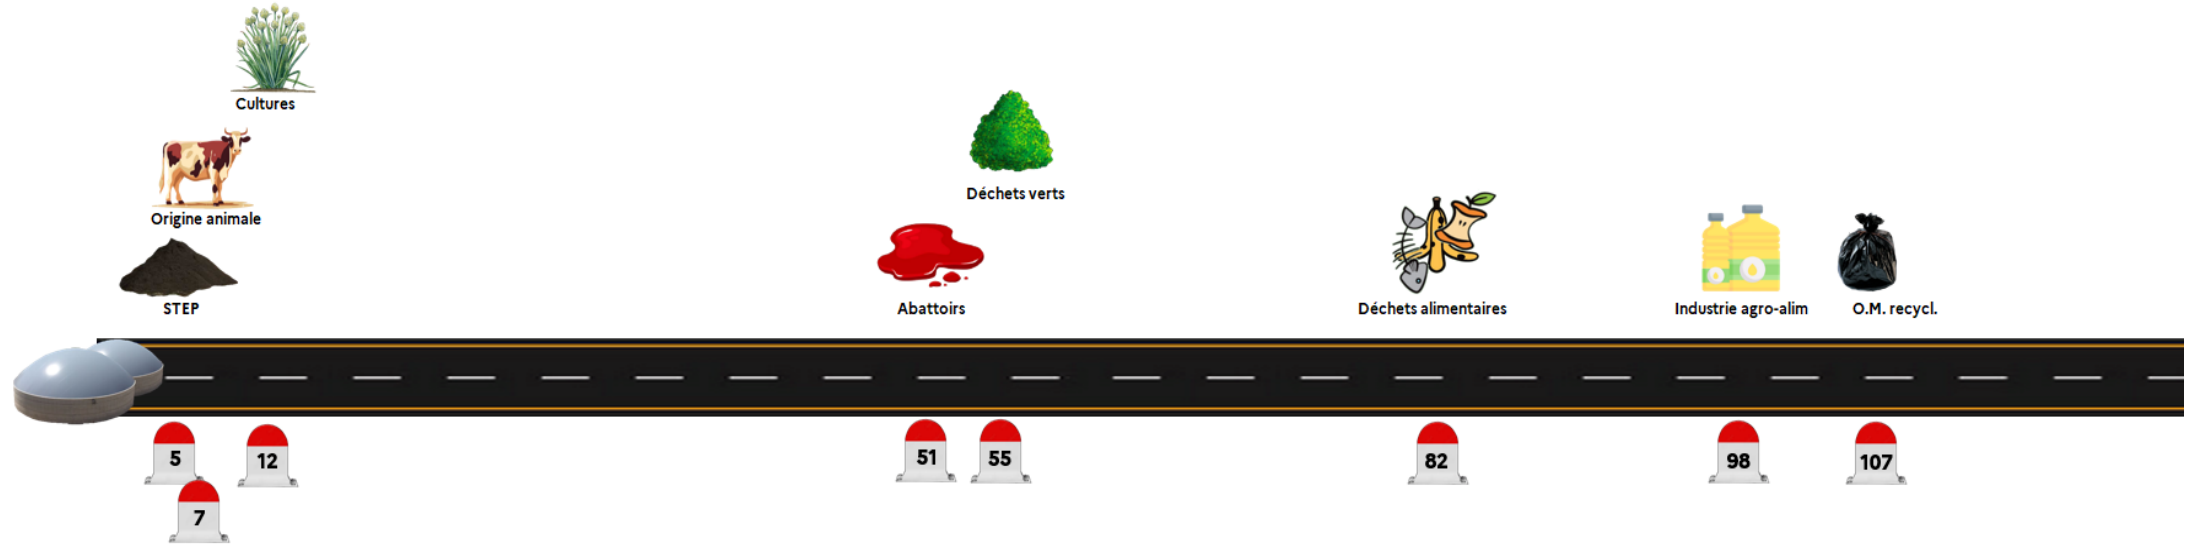 Cultures
Origine animale
STEP
Déchets verts
Abattoirs
Déchets alimentaires
Industrie agro-alim
O.M. recycl.
5
7
12
51
55
82
98
107